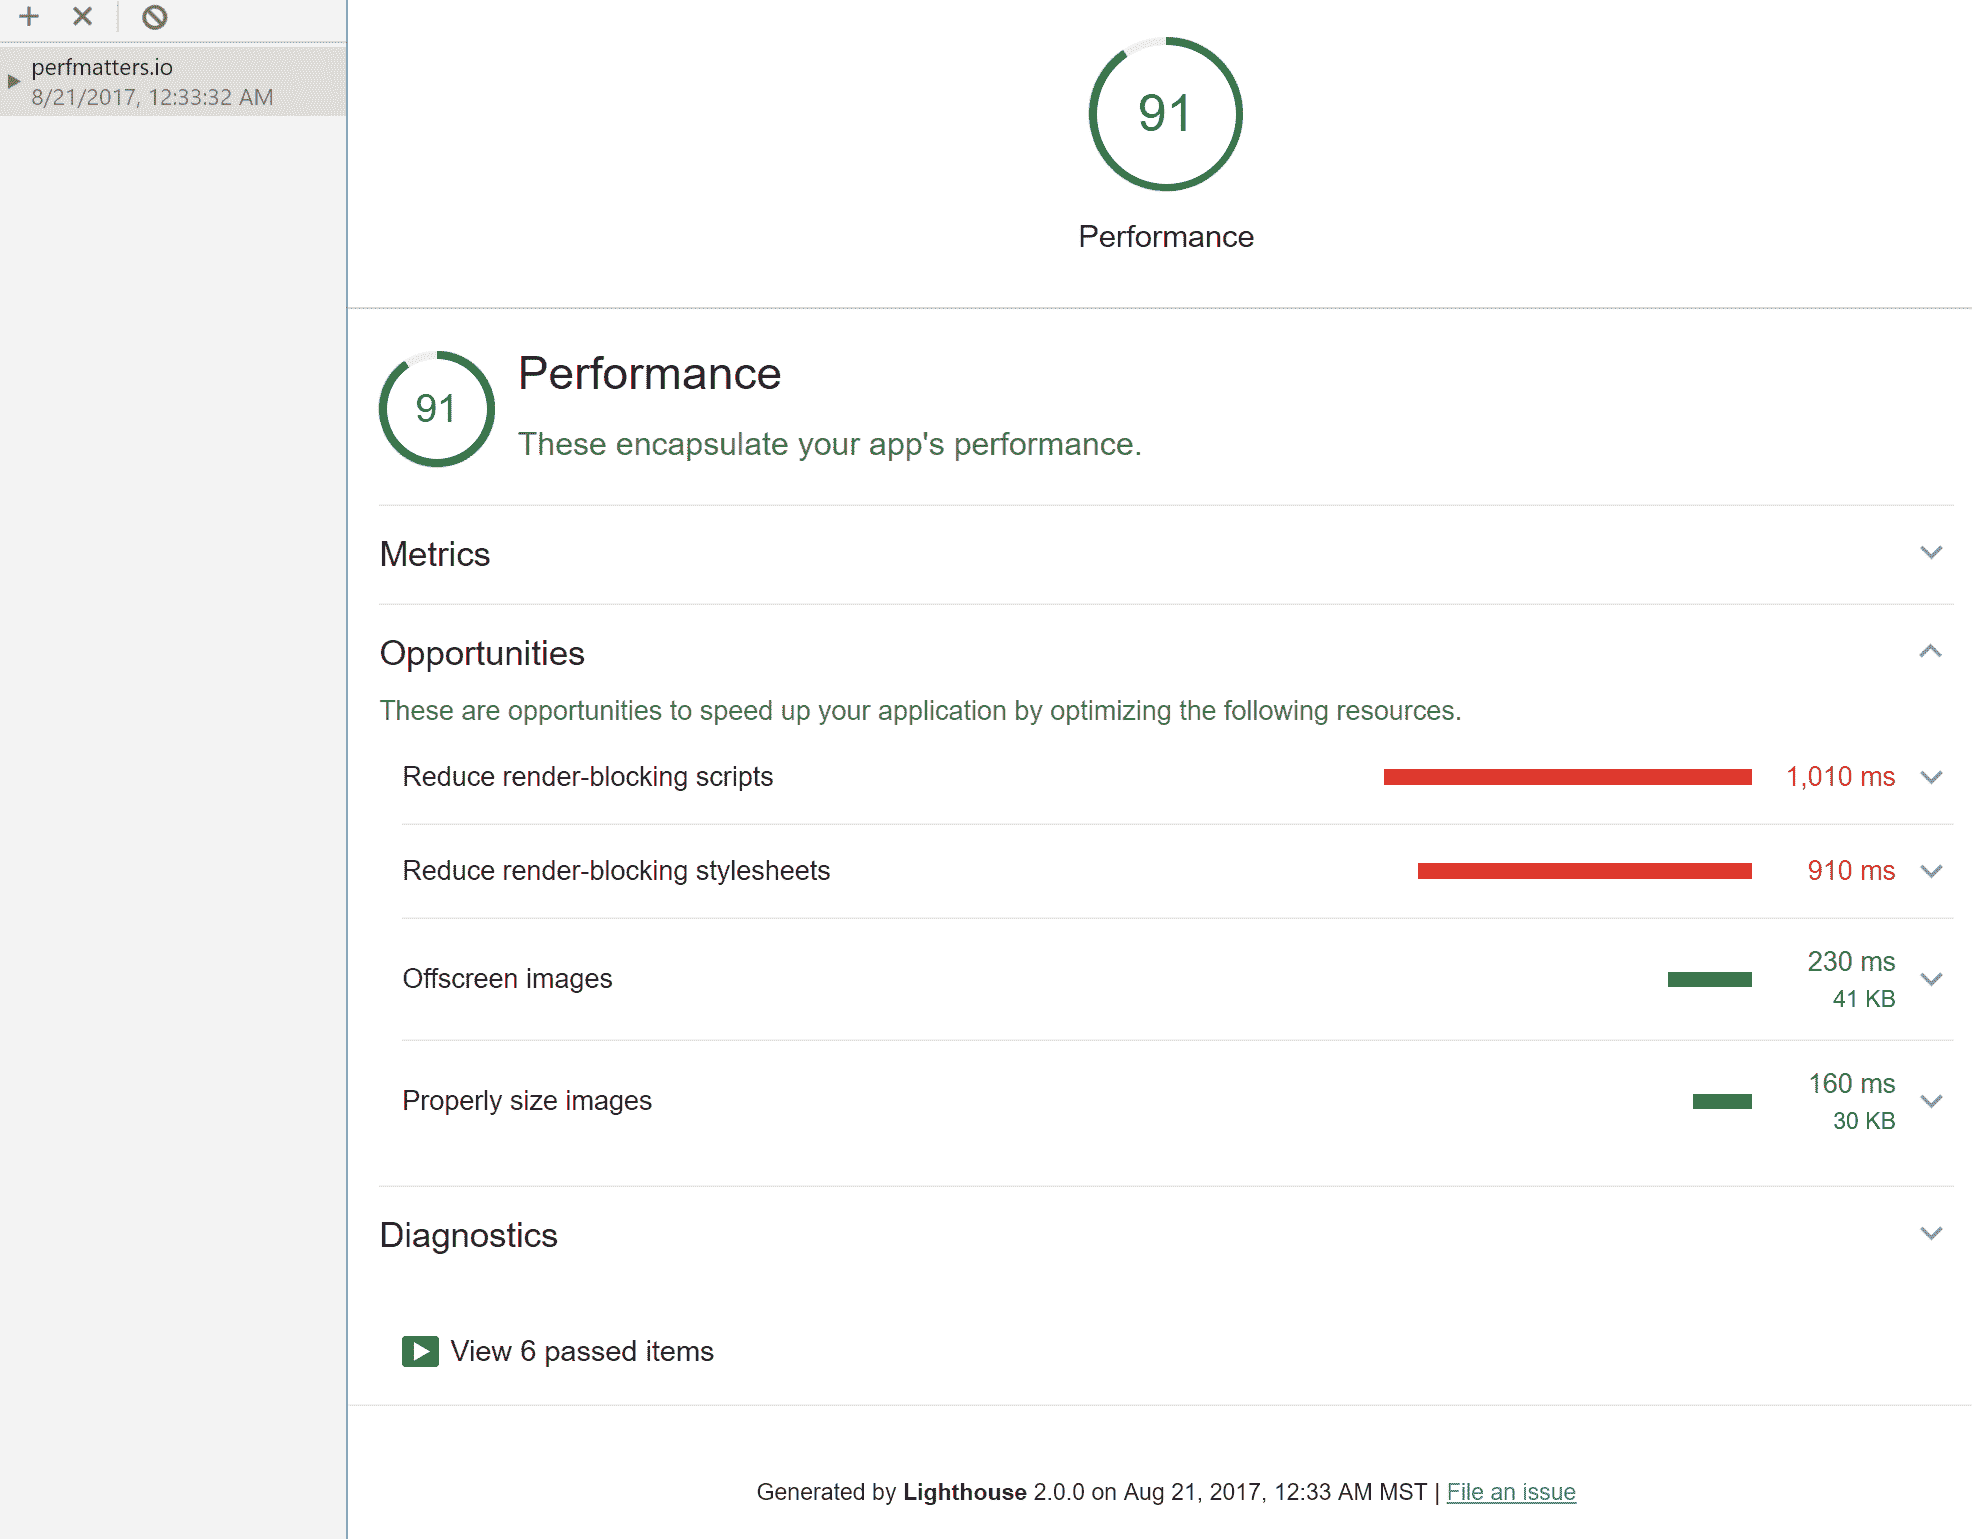 perfmatters.io
8/21/2017, 12:33:32 AM
91
Performance
91
Performance
These encapsulate your app's performance.
Metrics
Opportunities
These are opportunities to speed up your application by optimizing the following resources.
Reduce render-blocking scripts 1,010 ms
Reduce render-blocking stylesheets 910 ms
Offscreen images 230 ms
41 KB
Properly size images 160 ms
30 KB
Diagnostics
View 6 passed items
Generated by Lighthouse 2.0.0 on Aug 21, 2017, 12:33 AM MST | File an issue